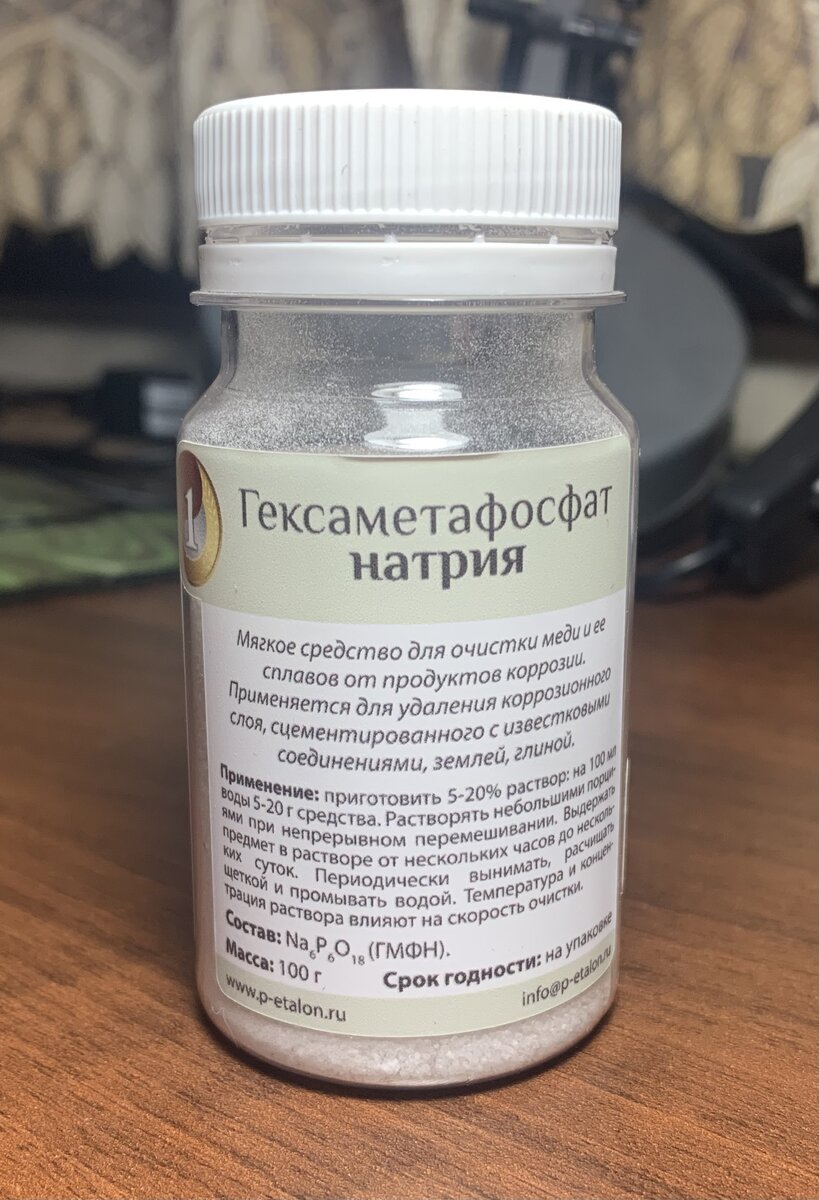 1
Гексаметафосфат
натрия
Мягкое средство для очистки меди и ее
сплавов от продуктов коррозии.
Применяется для удаления коррозионного
слоя, сцементированного с известковыми
соединениями, землей, глиной.
Применение: приготовить 5-20% раствор: на 100 мл
воды 5-20 г средства. Растворять небольшими порци-
ями при непрерывном перемешивании. Выдержать
предмет в растворе от нескольких часов до несколь-
ких суток. Периодически вынимать, расчищать
щеткой и промывать водой. Температура и концен-
трация раствора влияют на скорость очистки.
Состав: Na₆P₆O₁₈ (ГМФН).
Масса: 100 г Срок годности: на упаковке
www.p-etalon.ru info@p-etalon.ru